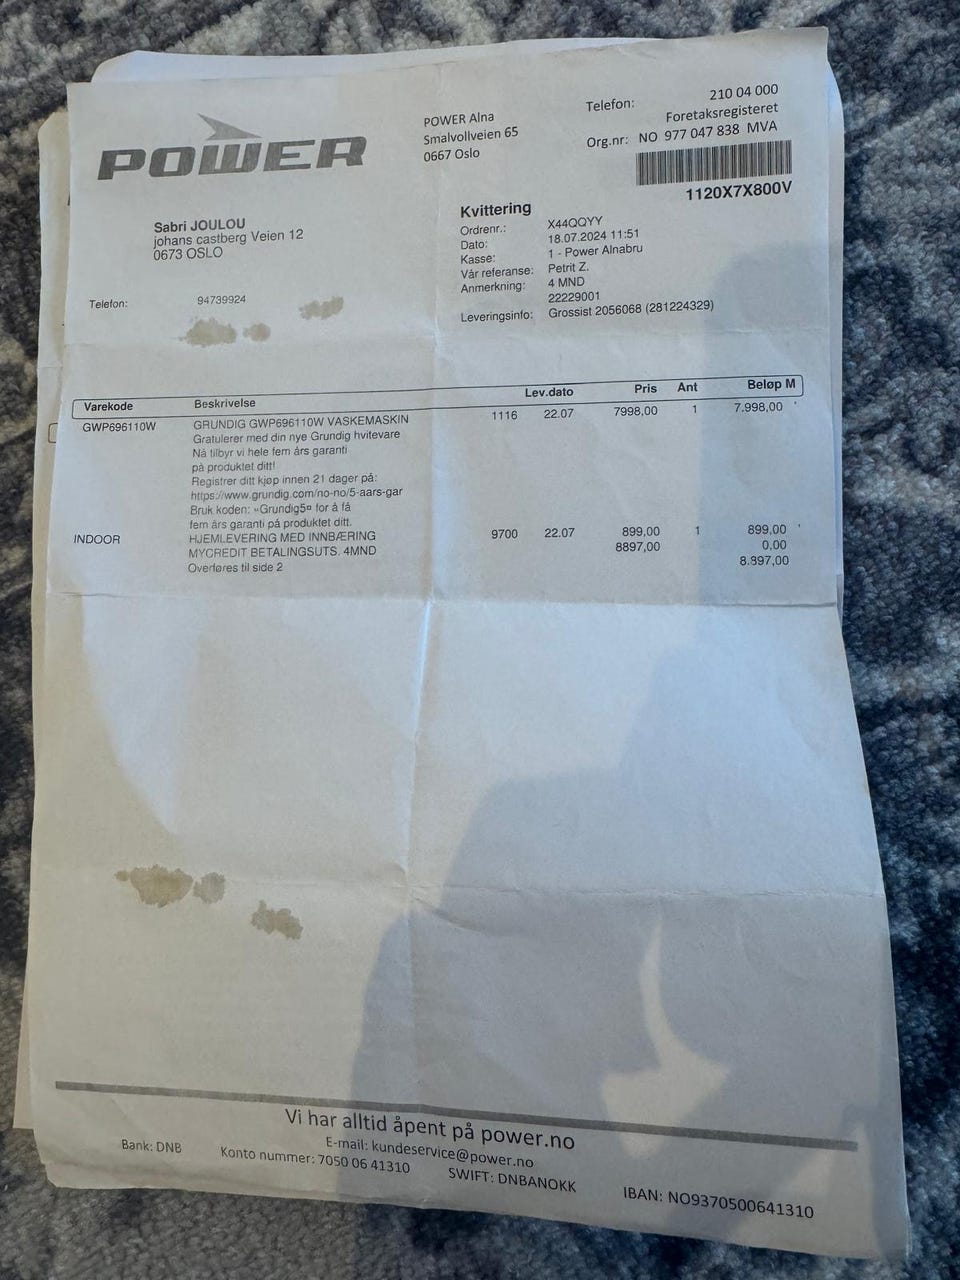 POWER
POWER Alna
Smalvollveien 65
0667 Oslo
Telefon: 210 04 000
Foretaksregisteret
Org.nr: NO 977 047 838 MVA
1120X7X800V
Sabri JOULOU
johans castberg Veien 12
0673 OSLO
Telefon: 94739924
Kvittering
Ordrenr.: X44QQYY
Dato: 18.07.2024 11:51
Kasse: 1 - Power Alnabru
Vår referanse: Petrit Z.
Anmerkning: 4 MND
22229001
Leveringsinfo: Grossist 2056068 (281224329)
Varekode Beskrivelse Lev.dato Pris Ant Beløp M
GWP696110W GRUNDIG GWP696110W VASKEMASKIN 1116 22.07 7998,00 1 7.998,00
Gratulerer med din nye Grundig hvitevare
Nå tilbyr vi hele fem års garanti
på produktet ditt!
Registrer ditt kjøp innen 21 dager på:
https://www.grundig.com/no-no/5-aars-gar
Bruk koden: «Grundig5¤ for å få
fem års garanti på produktet ditt.
INDOOR HJEMLEVERING MED INNBÆRING 9700 22.07 899,00 1 899,00
MYCREDIT BETALINGSUTS. 4MND 8897,00 0,00
Overføres til side 2 8.897,00
Vi har alltid åpent på power.no
E-mail: kundeservice@power.no
Bank: DNB Konto nummer: 7050 06 41310 SWIFT: DNBANOKK IBAN: NO9370500641310